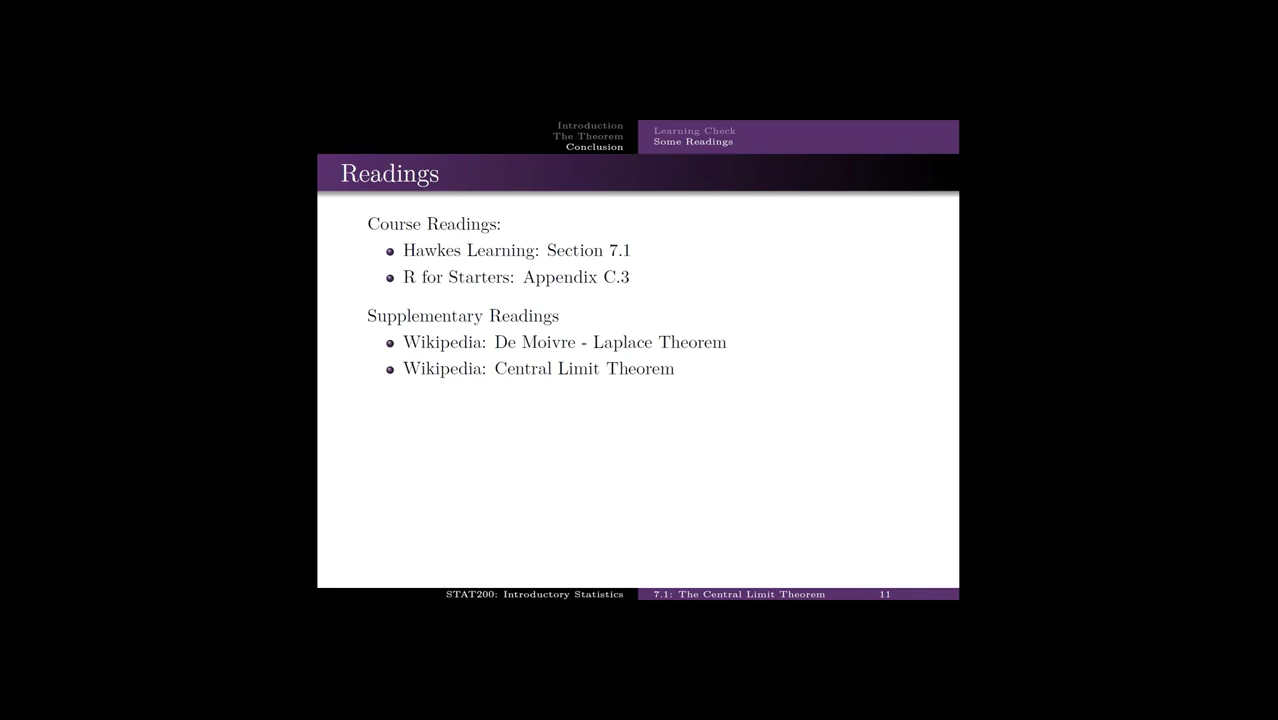 Introduction
The Theorem
Conclusion
Learning Check
Some Readings
Readings
Course Readings:
Hawkes Learning: Section 7.1
R for Starters: Appendix C.3
Supplementary Readings
Wikipedia: De Moivre - Laplace Theorem
Wikipedia: Central Limit Theorem
STAT200: Introductory Statistics
7.1: The Central Limit Theorem 11